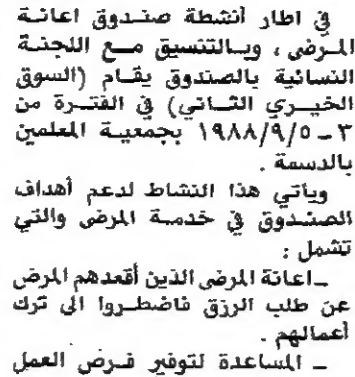 في اطار أنشطة صندوق اعانة
المرضى ، وبالتنسيق مع اللجنة
النسائية بالصندوق يقام (السوق
الخيري الثاني) في الفترة من
٣ - ١٩٨٨/٩/٥ بجمعية المعلمين
بالدسمة .
ويأتي هذا النشاط لدعم أهداف
الصندوق في خدمة المرضى والتي
تشمل :
- اعانة المرضى الذين أقعدهم المرض
عن طلب الرزق فاضطروا الى ترك
أعمالهم .
- المساعدة لتوفير فرص العمل